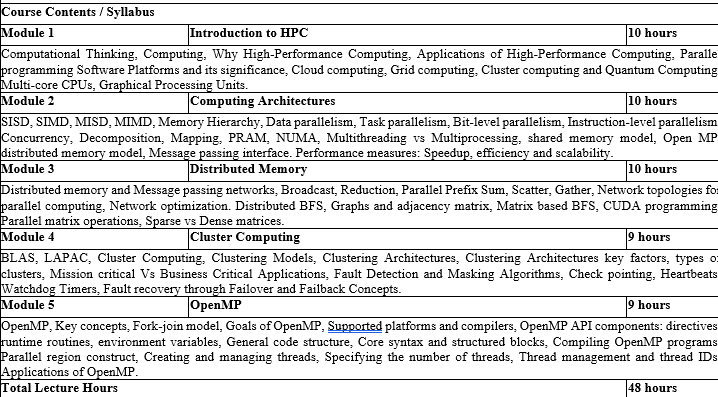 Course Contents / Syllabus
Module 1 Introduction to HPC 10 hours
Computational Thinking, Computing, Why High-Performance Computing, Applications of High-Performance Computing, Paralle
programming Software Platforms and its significance, Cloud computing, Grid computing, Cluster computing and Quantum Computing
Multi-core CPUs, Graphical Processing Units.
Module 2 Computing Architectures 10 hours
SISD, SIMD, MISD, MIMD, Memory Hierarchy, Data parallelism, Task parallelism, Bit-level parallelism, Instruction-level parallelism
Concurrency, Decomposition, Mapping, PRAM, NUMA, Multithreading vs Multiprocessing, shared memory model, Open MP
distributed memory model, Message passing interface. Performance measures: Speedup, efficiency and scalability.
Module 3 Distributed Memory 10 hours
Distributed memory and Message passing networks, Broadcast, Reduction, Parallel Prefix Sum, Scatter, Gather, Network topologies for
parallel computing, Network optimization. Distributed BFS, Graphs and adjacency matrix, Matrix based BFS, CUDA programming
Parallel matrix operations, Sparse vs Dense matrices.
Module 4 Cluster Computing 9 hours
BLAS, LAPAC, Cluster Computing, Clustering Models, Clustering Architectures, Clustering Architectures key factors, types o
clusters, Mission critical Vs Business Critical Applications, Fault Detection and Masking Algorithms, Check pointing, Heartbeats
Watchdog Timers, Fault recovery through Failover and Failback Concepts.
Module 5 OpenMP 9 hours
OpenMP, Key concepts, Fork-join model, Goals of OpenMP, Supported platforms and compilers, OpenMP API components: directives
runtime routines, environment variables, General code structure, Core syntax and structured blocks, Compiling OpenMP programs
Parallel region construct, Creating and managing threads, Specifying the number of threads, Thread management and thread IDs
Applications of OpenMP.
Total Lecture Hours 48 hours